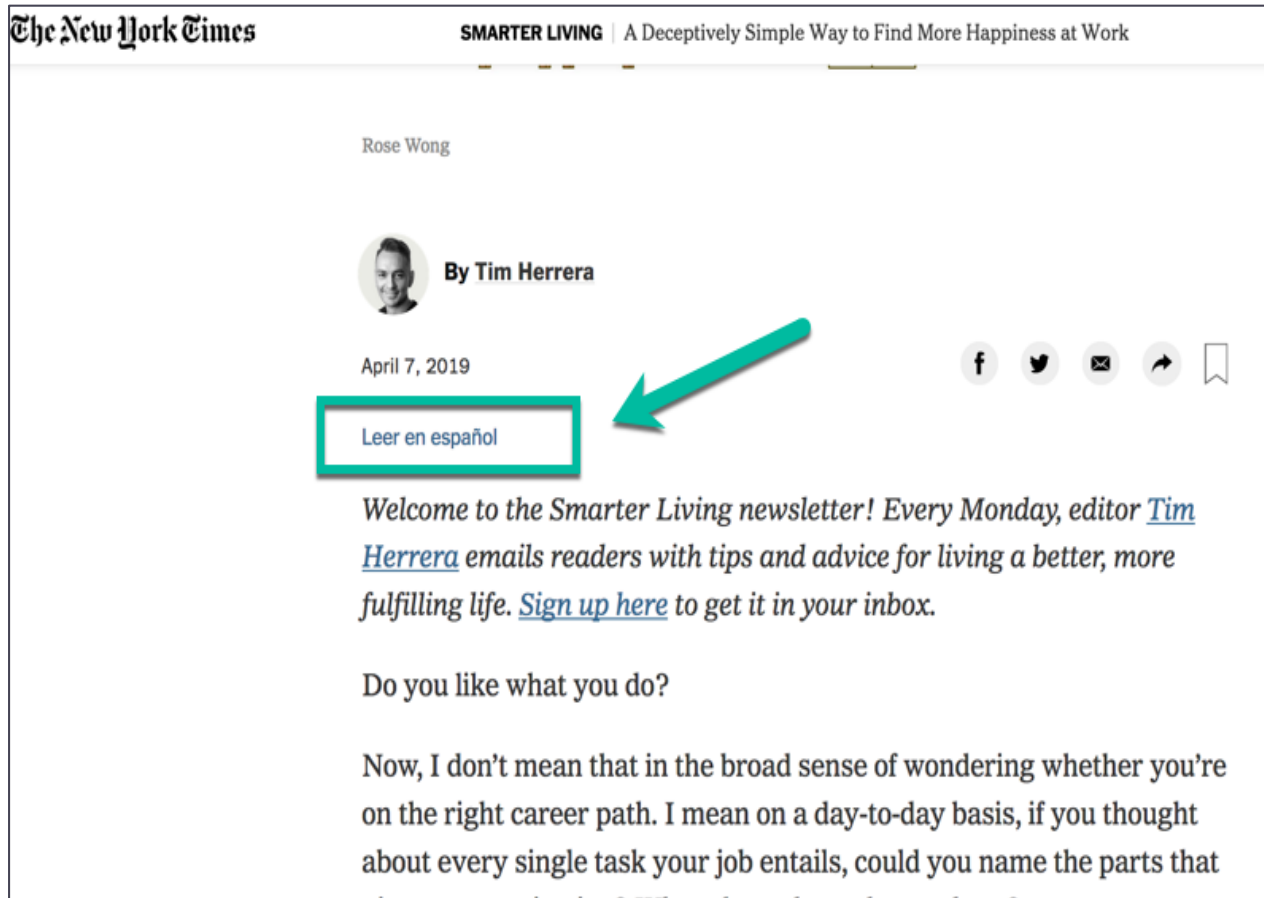 The New York Times
SMARTER LIVING | A Deceptively Simple Way to Find More Happiness at Work
Rose Wong
By Tim Herrera
April 7, 2019
Leer en español
Welcome to the Smarter Living newsletter! Every Monday, editor Tim
Herrera emails readers with tips and advice for living a better, more
fulfilling life. Sign up here to get it in your inbox.
Do you like what you do?
Now, I don’t mean that in the broad sense of wondering whether you’re
on the right career path. I mean on a day-to-day basis, if you thought
about every single task your job entails, could you name the parts that